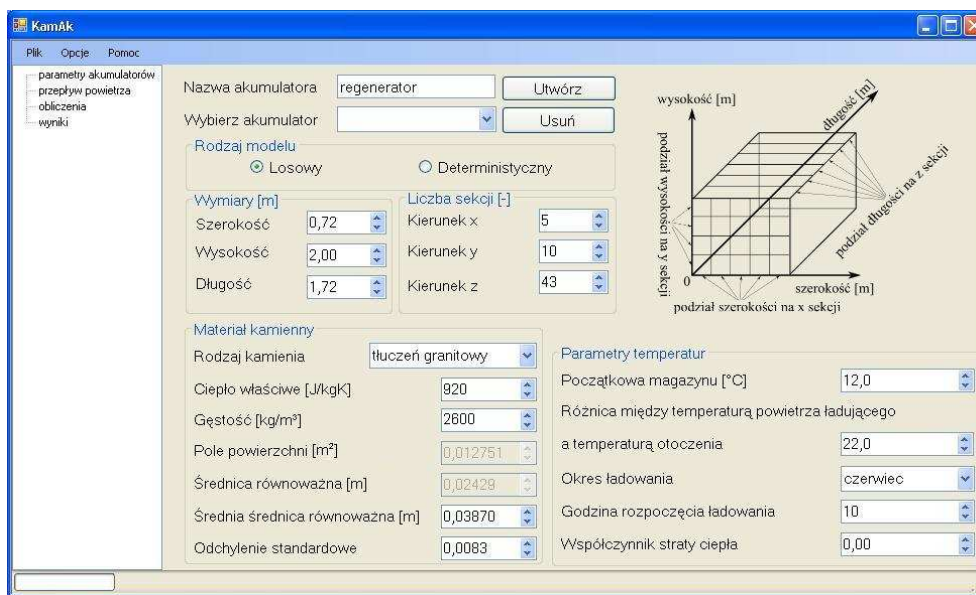 KamAk
Plik Opcje Pomoc
parametry akumulatorów
przepływ powietrza
obliczenia
wyniki
Nazwa akumulatora regenerator Utwórz
Wybierz akumulator Usuń
Rodzaj modelu
Losowy Deterministyczny
Wymiary [m]
Szerokość 0,72
Wysokość 2,00
Długość 1,72
Liczba sekcji [-]
Kierunek x 5
Kierunek y 10
Kierunek z 43
wysokość [m]
długość [m]
podział wysokości na y sekcji
podział długości na z sekcji
0
szerokość [m]
podział szerokości na x sekcji
Materiał kamienny
Rodzaj kamienia tłuczeń granitowy
Ciepło właściwe [J/kgK] 920
Gęstość [kg/m³] 2600
Pole powierzchni [m²] 0,012751
Średnica równoważna [m] 0,02429
Średnia średnica równoważna [m] 0,03870
Odchylenie standardowe 0,0083
Parametry temperatur
Początkowa magazynu [°C] 12,0
Różnica między temperaturą powietrza ładującego
a temperaturą otoczenia 22,0
Okres ładowania czerwiec
Godzina rozpoczęcia ładowania 10
Współczynnik straty ciepła 0,00